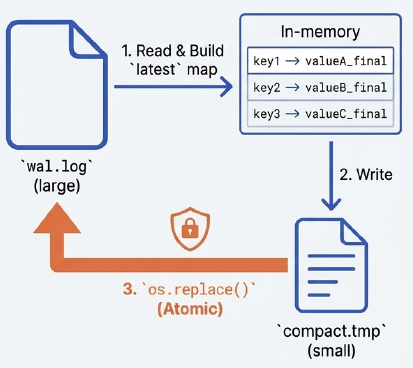 1. Read & Build
`latest` map
In-memory
key1 → valueA_final
key2 → valueB_final
key3 → valueC_final
`wal.log`
(large)
2. Write
3. `os.replace()`
(Atomic)
`compact.tmp`
(small)